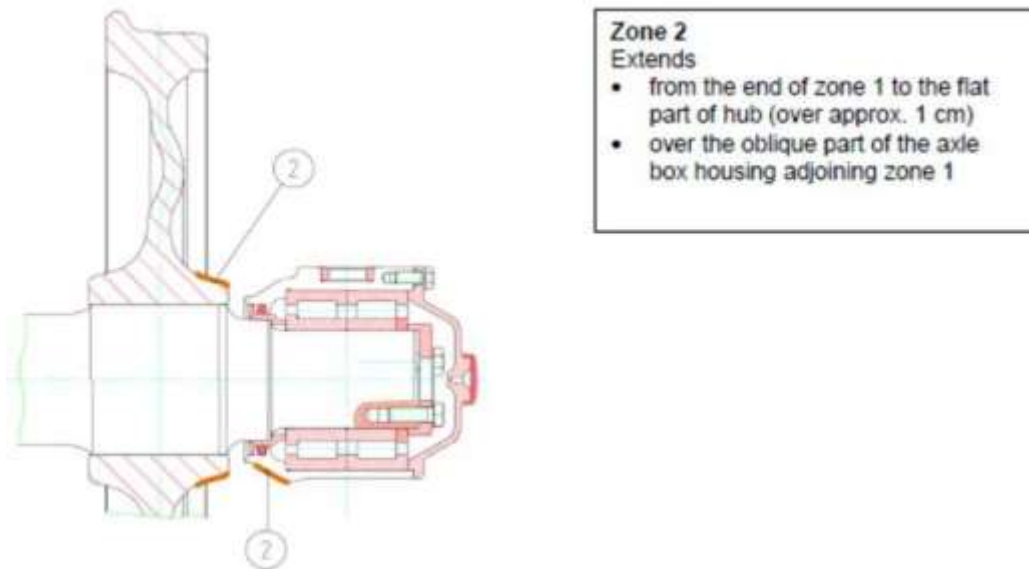 Zone 2
Extends
• from the end of zone 1 to the flat
part of hub (over approx. 1 cm)
• over the oblique part of the axle
box housing adjoining zone 1
2
2